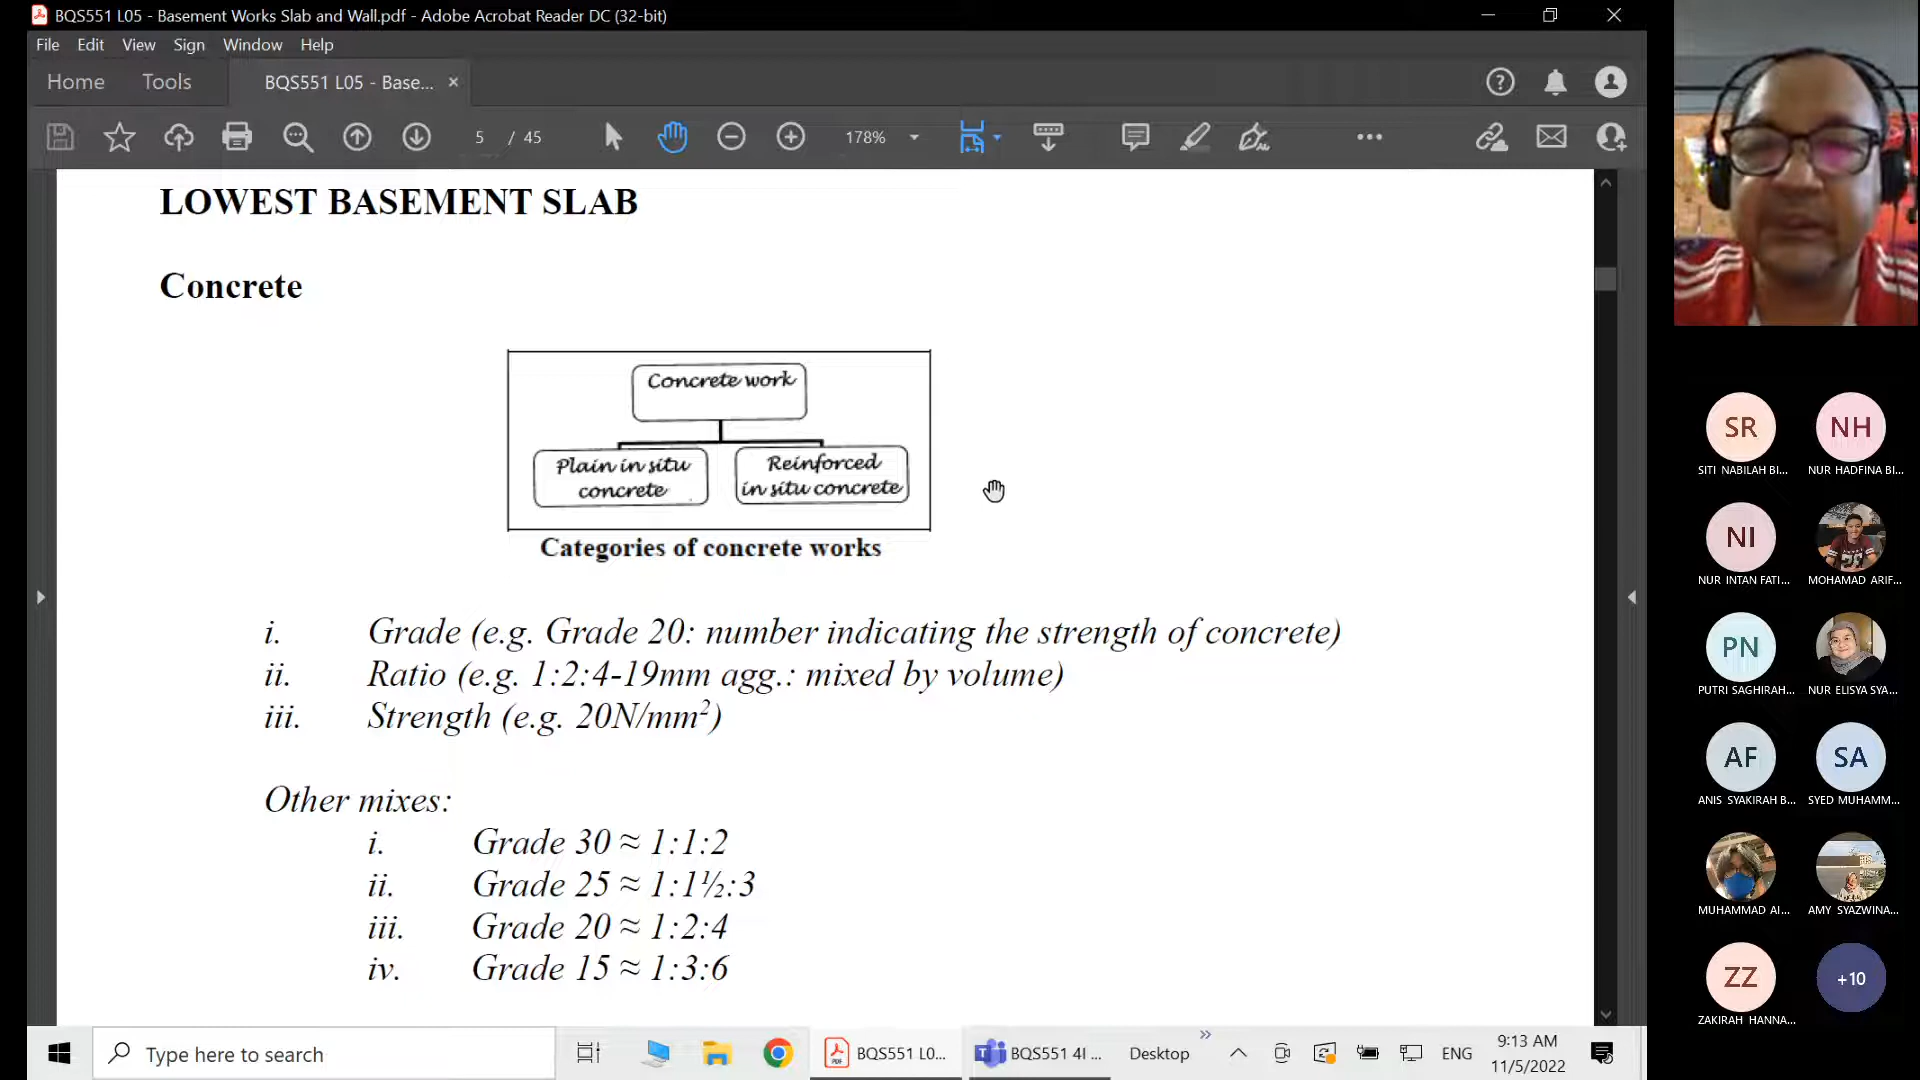 BQS551 L05 - Basement Works Slab and Wall.pdf - Adobe Acrobat Reader DC (32-bit)
File Edit View Sign Window Help
Home Tools BQS551 L05 - Base... ×
5 / 45 178%
LOWEST BASEMENT SLAB
Concrete
Concrete work
Plain in situ concrete
Reinforced in situ concrete
Categories of concrete works
i. Grade (e.g. Grade 20: number indicating the strength of concrete)
ii. Ratio (e.g. 1:2:4-19mm agg.: mixed by volume)
iii. Strength (e.g. 20N/mm²)
Other mixes:
i. Grade 30 ≈ 1:1:2
ii. Grade 25 ≈ 1:1½:3
iii. Grade 20 ≈ 1:2:4
iv. Grade 15 ≈ 1:3:6
SR NH
SITI NABILAH BI... NUR HADFINA BI...
NI
NUR INTAN FATI... MOHAMAD ARIF...
PN
PUTRI SAGHIRAH... NUR ELISYA SYA...
AF SA
ANIS SYAKIRAH B... SYED MUHAMM...
MUHAMMAD AI... AMY SYAZWINA...
ZZ +10
ZAKIRAH HANNA...
Type here to search BQS551 L0... BQS551 4I ... Desktop » ENG 9:13 AM
11/5/2022